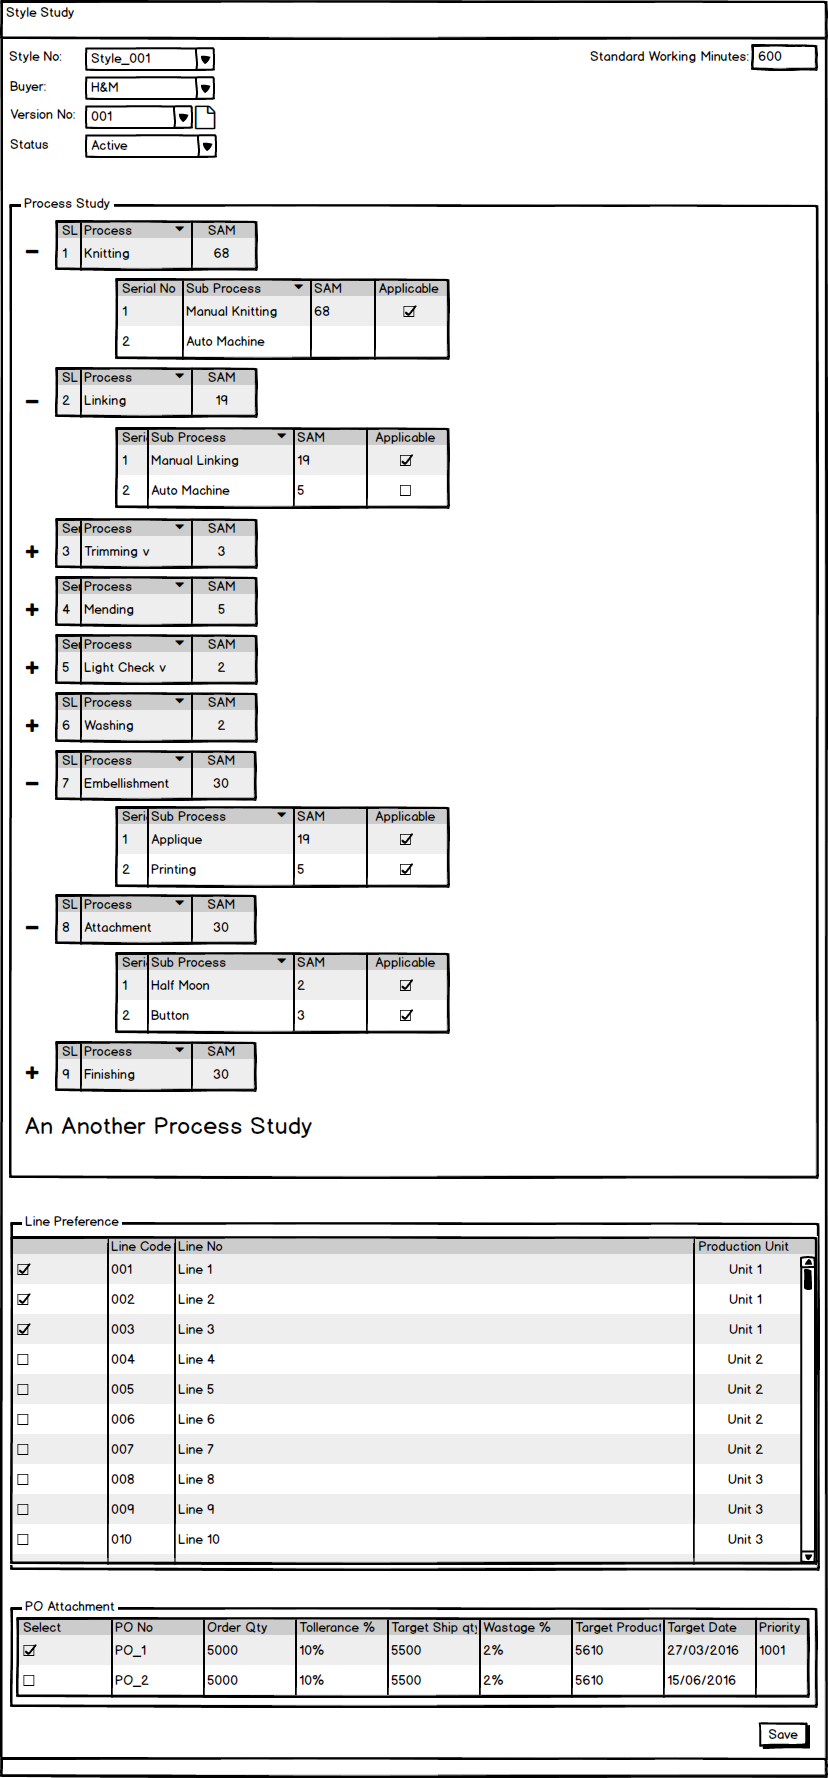 Style Study
Style No: Style_001 Standard Working Minutes: 600
Buyer: H&M
Version No: 001
Status Active
Process Study
SL Process SAM
1 Knitting 68
Serial No Sub Process SAM Applicable
1 Manual Knitting 68
2 Auto Machine
SL Process SAM
2 Linking 19
Seri Sub Process SAM Applicable
1 Manual Linking 19
2 Auto Machine 5
Se Process SAM
3 Trimming v 3
Se Process SAM
4 Mending 5
Se Process SAM
5 Light Check v 2
SL Process SAM
6 Washing 2
SL Process SAM
7 Embellishment 30
Seri Sub Process SAM Applicable
1 Applique 19
2 Printing 5
SL Process SAM
8 Attachment 30
Seri Sub Process SAM Applicable
1 Half Moon 2
2 Button 3
SL Process SAM
9 Finishing 30
An Another Process Study
Line Preference
Line Code Line No Production Unit
001 Line 1 Unit 1
002 Line 2 Unit 1
003 Line 3 Unit 1
004 Line 4 Unit 2
005 Line 5 Unit 2
006 Line 6 Unit 2
007 Line 7 Unit 2
008 Line 8 Unit 3
009 Line 9 Unit 3
010 Line 10 Unit 3
PO Attachment
Select PO No Order Qty Tollerance % Target Ship qty Wastage % Target Product Target Date Priority
PO_1 5000 10% 5500 2% 5610 27/03/2016 1001
PO_2 5000 10% 5500 2% 5610 15/06/2016
Save